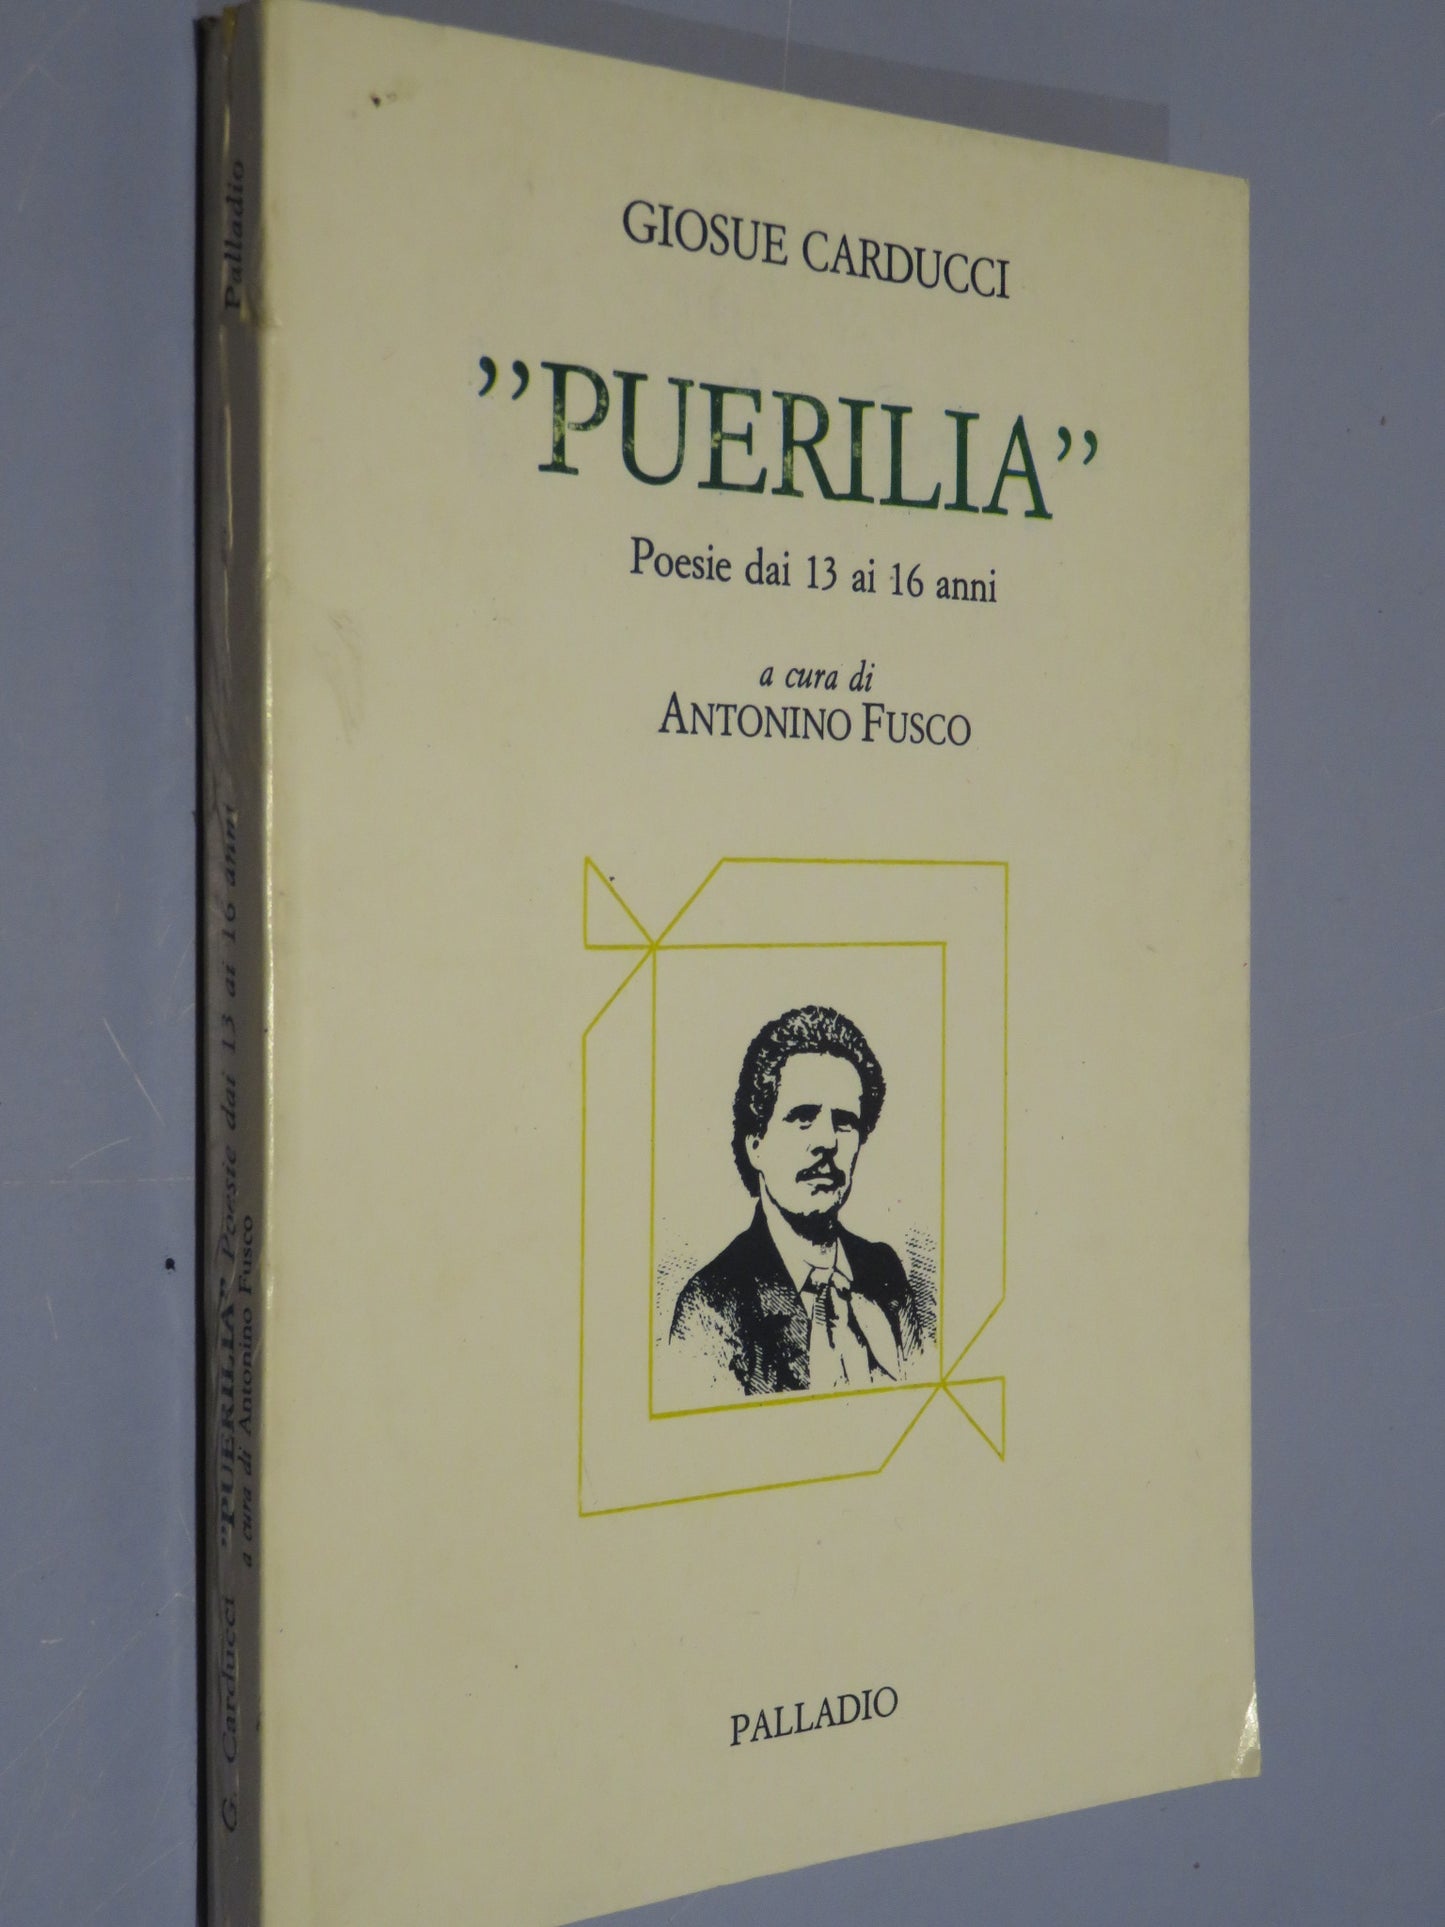 GIOSUE CARDUCCI
”PUERILIA”
Poesie dai 13 ai 16 anni
a cura di
ANTONINO FUSCO
PALLADIO
G. Carducci ”PUERILIA” Poesie dai 13 ai 16 anni
a cura di Antonino Fusco
Palladio